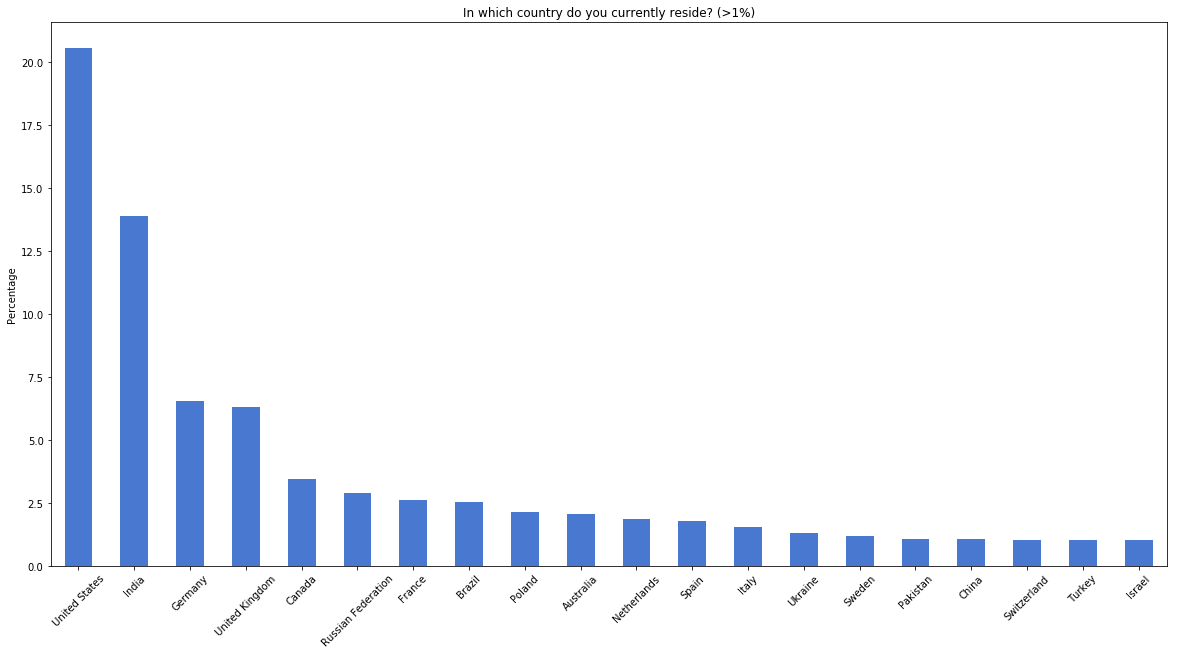 In which country do you currently reside? (>1%)
Percentage
20.0
17.5
15.0
12.5
10.0
7.5
5.0
2.5
0.0
United States
India
Germany
United Kingdom
Canada
Russian Federation
France
Brazil
Poland
Australia
Netherlands
Spain
Italy
Ukraine
Sweden
Pakistan
China
Switzerland
Turkey
Israel